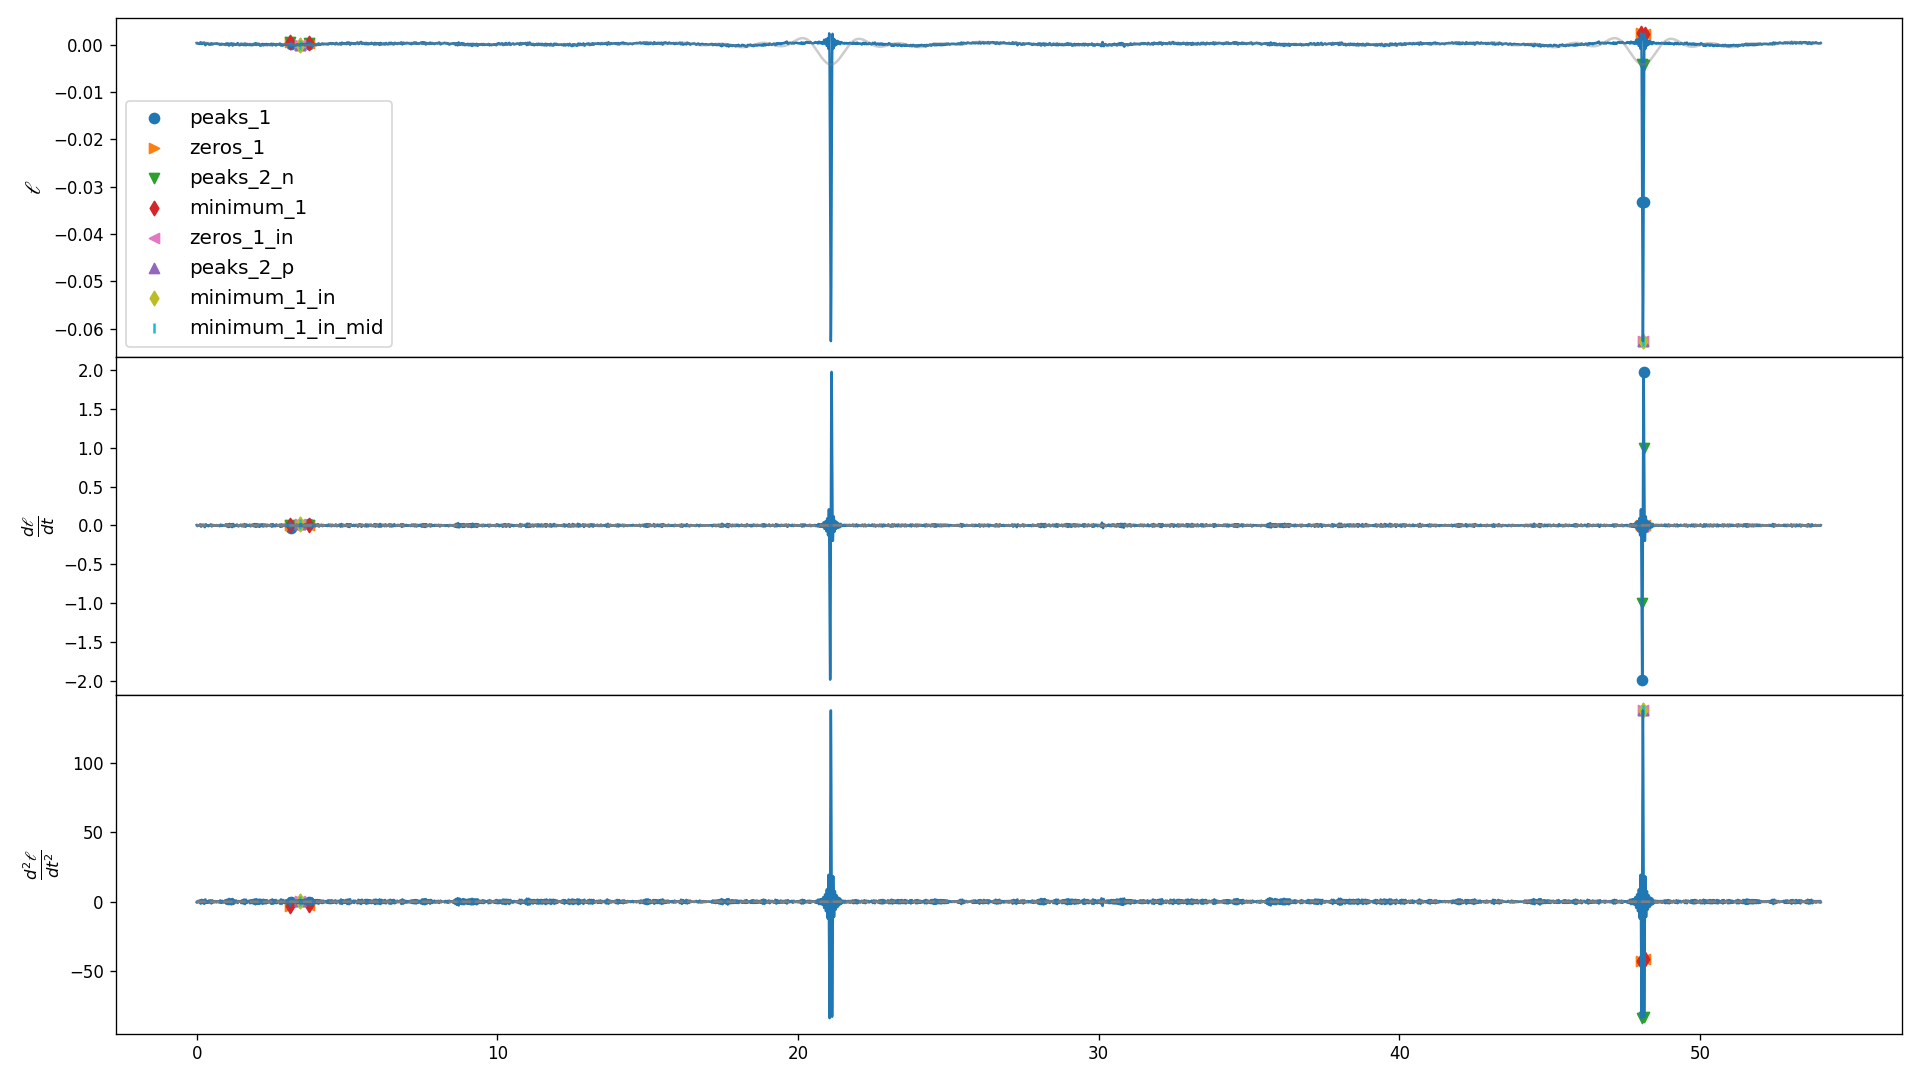 0.00
−0.01
−0.02
−0.03
−0.04
−0.05
−0.06
ℓ
peaks_1
zeros_1
peaks_2_n
minimum_1
zeros_1_in
peaks_2_p
minimum_1_in
minimum_1_in_mid
2.0
1.5
1.0
0.5
0.0
−0.5
−1.0
−1.5
−2.0
dℓ
dt
100
50
0
−50
d²ℓ
dt²
0 10 20 30 40 50